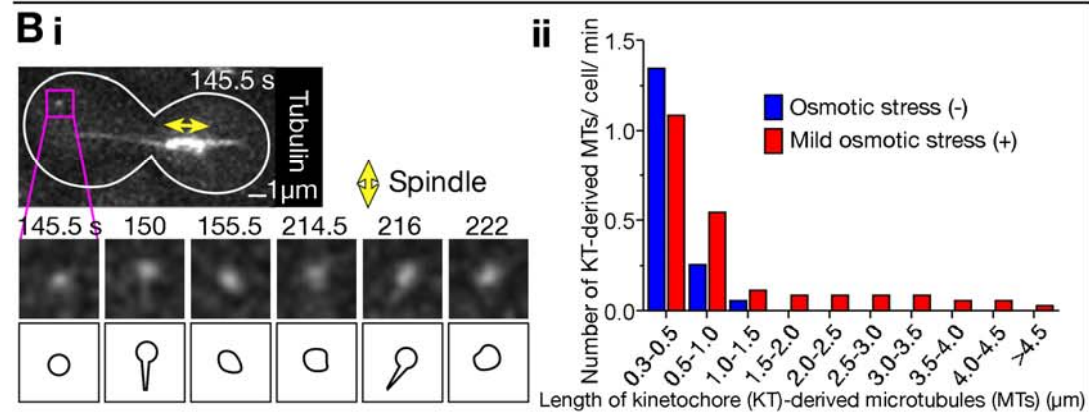 B i
145.5 s
Tubulin
1μm
Spindle
145.5 s 150 155.5 214.5 216 222
ii
Number of KT-derived MTs/ cell/ min
1.5
1.0
0.5
0.0
Osmotic stress (-)
Mild osmotic stress (+)
0.3-0.5 0.5-1.0 1.0-1.5 1.5-2.0 2.0-2.5 2.5-3.0 3.0-3.5 3.5-4.0 4.0-4.5 >4.5
Length of kinetochore (KT)-derived microtubules (MTs) (μm)